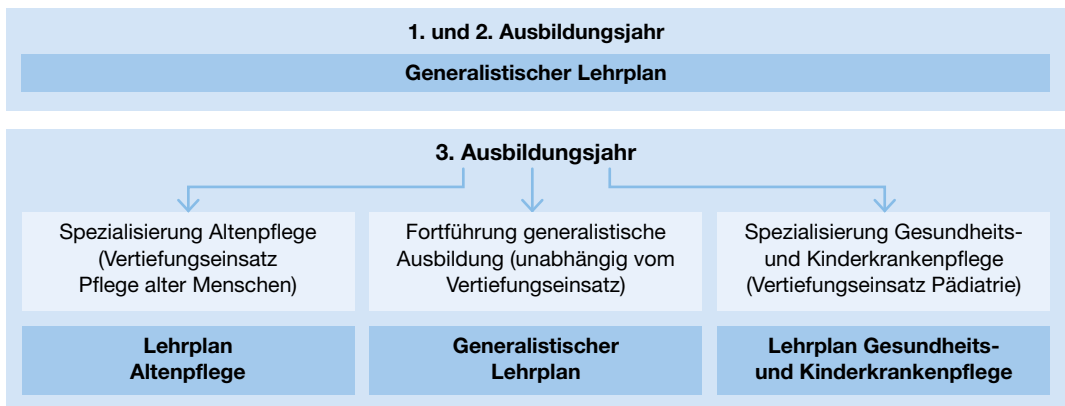 1. und 2. Ausbildungsjahr
Generalistischer Lehrplan
3. Ausbildungsjahr
Spezialisierung Altenpflege
(Vertiefungseinsatz
Pflege alter Menschen)
Fortführung generalistische
Ausbildung (unabhängig vom
Vertiefungseinsatz)
Spezialisierung Gesundheits-
und Kinderkrankenpflege
(Vertiefungseinsatz Pädiatrie)
Lehrplan
Altenpflege
Generalistischer
Lehrplan
Lehrplan Gesundheits-
und Kinderkrankenpflege